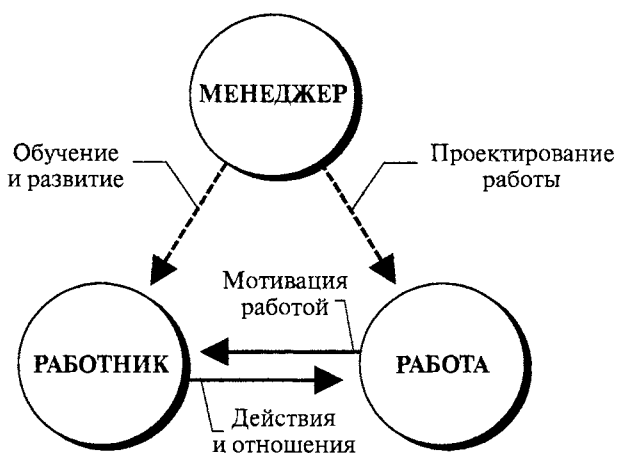 МЕНЕДЖЕР
Обучение
и развитие
Проектирование
работы
Мотивация
работой
РАБОТНИК
РАБОТА
Действия
и отношения